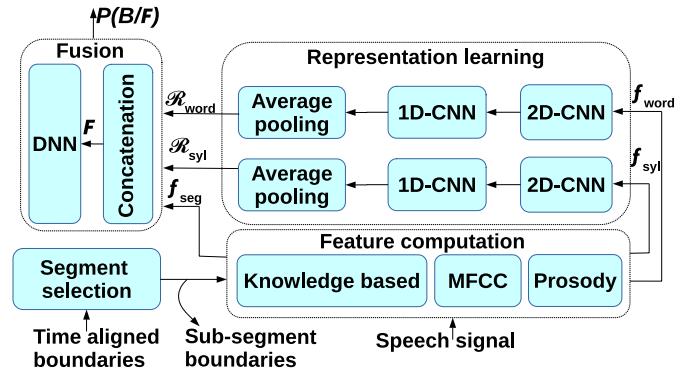 P(B/F)
Fusion
DNN
F
Concatenation
Representation learning
ℛword
Average pooling
1D-CNN
2D-CNN
fword
ℛsyl
Average pooling
1D-CNN
2D-CNN
fsyl
fseg
Feature computation
Knowledge based
MFCC
Prosody
Segment selection
Time aligned boundaries
Sub-segment boundaries
Speech signal